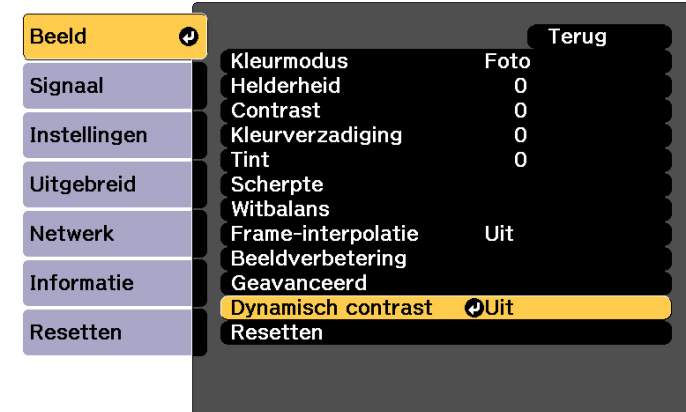 Beeld
Signaal
Instellingen
Uitgebreid
Netwerk
Informatie
Resetten
Terug
Kleurmodus Foto
Helderheid 0
Contrast 0
Kleurverzadiging 0
Tint 0
Scherpte
Witbalans
Frame-interpolatie Uit
Beeldverbetering
Geavanceerd
Dynamisch contrast Uit
Resetten